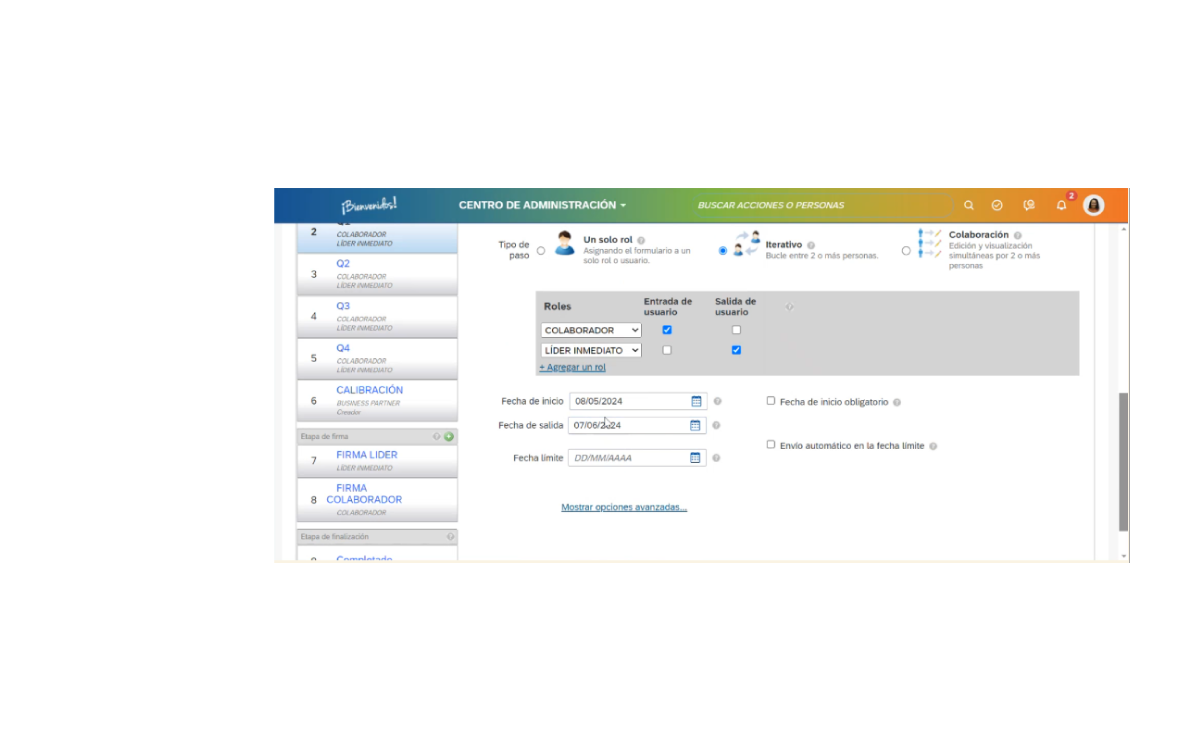 ¡Bienvenidos!
CENTRO DE ADMINISTRACIÓN
BUSCAR ACCIONES O PERSONAS
2
2
COLABORADOR
LÍDER INMEDIATO
3
Q2
COLABORADOR
LÍDER INMEDIATO
4
Q3
COLABORADOR
LÍDER INMEDIATO
5
Q4
COLABORADOR
LÍDER INMEDIATO
6
CALIBRACIÓN
BUSINESS PARTNER
Creador
Etapa de firma
7
FIRMA LIDER
LÍDER INMEDIATO
8
FIRMA
COLABORADOR
COLABORADOR
Etapa de finalización
Completado
Tipo de
paso
Un solo rol
Asignando el formulario a un
solo rol o usuario.
Iterativo
Bucle entre 2 o más personas.
Colaboración
Edición y visualización
simultáneas por 2 o más
personas
Roles
Entrada de
usuario
Salida de
usuario
COLABORADOR
LÍDER INMEDIATO
+ Agregar un rol
Fecha de inicio
08/05/2024
Fecha de inicio obligatorio
Fecha de salida
07/06/2024
Envío automático en la fecha límite
Fecha límite
DD/MM/AAAA
Mostrar opciones avanzadas...